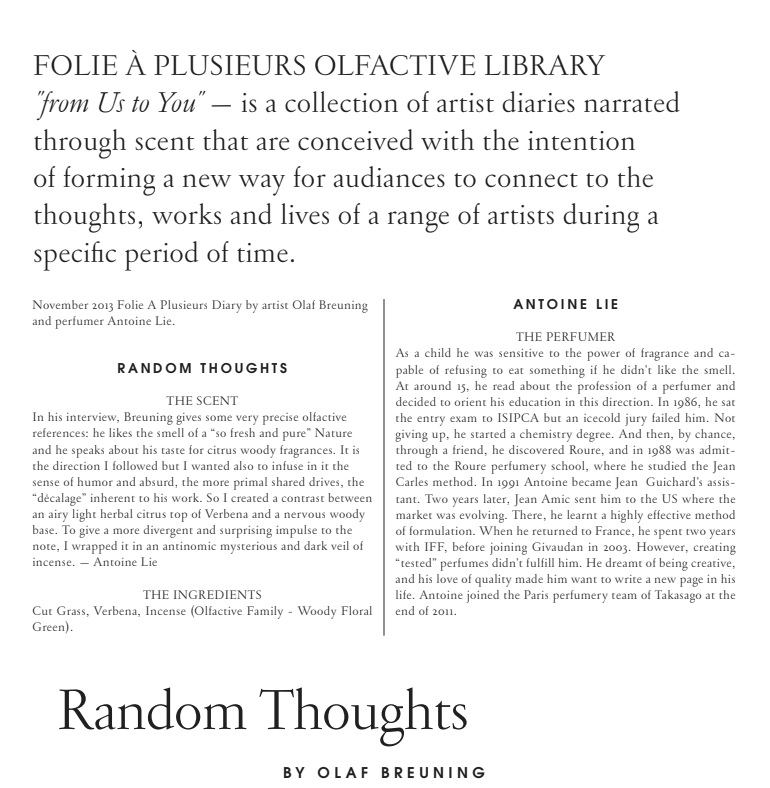 FOLIE À PLUSIEURS OLFACTIVE LIBRARY
"from Us to You" — is a collection of artist diaries narrated
through scent that are conceived with the intention
of forming a new way for audiances to connect to the
thoughts, works and lives of a range of artists during a
specific period of time.
November 2013 Folie A Plusieurs Diary by artist Olaf Breuning
and perfumer Antoine Lie.
RANDOM THOUGHTS
THE SCENT
In his interview, Breuning gives some very precise olfactive
references: he likes the smell of a “so fresh and pure” Nature
and he speaks about his taste for citrus woody fragrances. It is
the direction I followed but I wanted also to infuse in it the
sense of humor and absurd, the more primal shared drives, the
“décalage” inherent to his work. So I created a contrast between
an airy light herbal citrus top of Verbena and a nervous woody
base. To give a more divergent and surprising impulse to the
note, I wrapped it in an antinomic mysterious and dark veil of
incense. — Antoine Lie
THE INGREDIENTS
Cut Grass, Verbena, Incense (Olfactive Family - Woody Floral
Green).
ANTOINE LIE
THE PERFUMER
As a child he was sensitive to the power of fragrance and ca-
pable of refusing to eat something if he didn’t like the smell.
At around 15, he read about the profession of a perfumer and
decided to orient his education in this direction. In 1986, he sat
the entry exam to ISIPCA but an icecold jury failed him. Not
giving up, he started a chemistry degree. And then, by chance,
through a friend, he discovered Roure, and in 1988 was admit-
ted to the Roure perfumery school, where he studied the Jean
Carles method. In 1991 Antoine became Jean Guichard’s assis-
tant. Two years later, Jean Amic sent him to the US where the
market was evolving. There, he learnt a highly effective method
of formulation. When he returned to France, he spent two years
with IFF, before joining Givaudan in 2003. However, creating
“tested” perfumes didn’t fulfill him. He dreamt of being creative,
and his love of quality made him want to write a new page in his
life. Antoine joined the Paris perfumery team of Takasago at the
end of 2011.
Random Thoughts
BY OLAF BREUNING